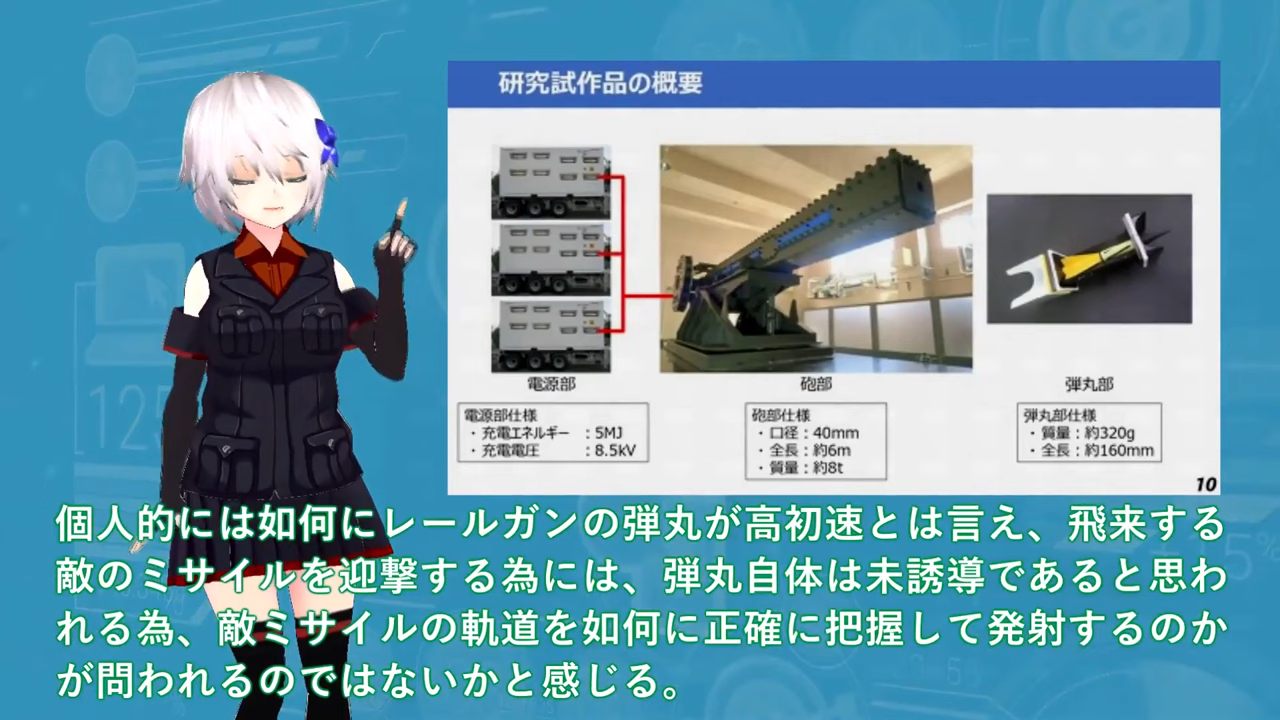 研究試作品の概要
電源部
砲部
弾丸部
電源部仕様
・充電エネルギー ：5MJ
・充電電圧 ：8.5kV
砲部仕様
・口径：40mm
・全長：約6m
・質量：約8t
弾丸部仕様
・質量：約320g
・全長：約160mm
10
個人的には如何にレールガンの弾丸が高初速とは言え、飛来する
敵のミサイルを迎撃する為には、弾丸自体は未誘導であると思わ
れる為、敵ミサイルの軌道を如何に正確に把握して発射するのか
が問われるのではないかと感じる。